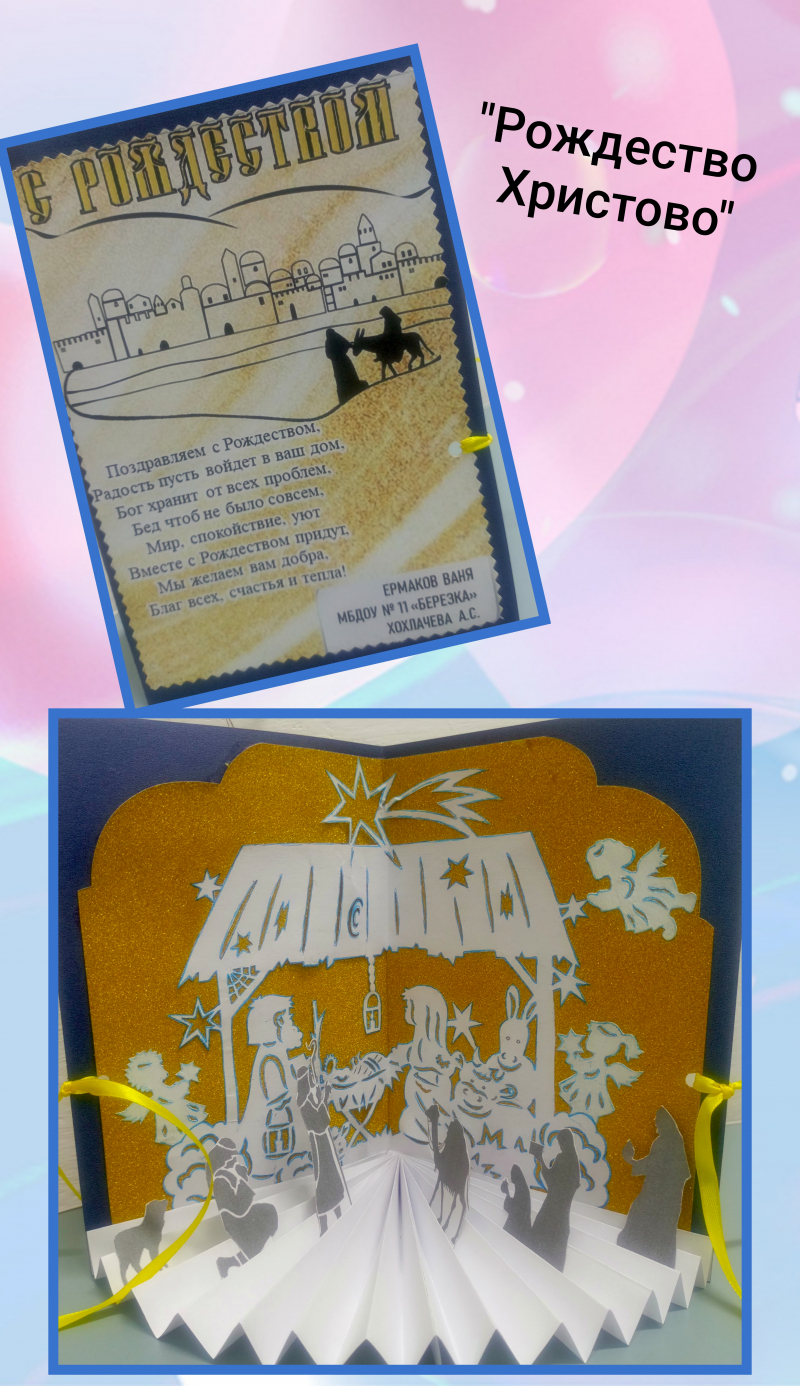 С РОЖДЕСТВОМ
"Рождество
Христово"
Поздравляем с Рождеством,
Радость пусть войдет в ваш дом,
Бог хранит от всех проблем,
Бед чтоб не было совсем,
Мир, спокойствие, уют
Вместе с Рождеством придут,
Мы желаем вам добра,
Благ всех, счастья и тепла!
ЕРМАКОВ ВАНЯ
МБДОУ № 11 «БЕРЕЗКА»
ХОХЛАЧЕВА А.С.